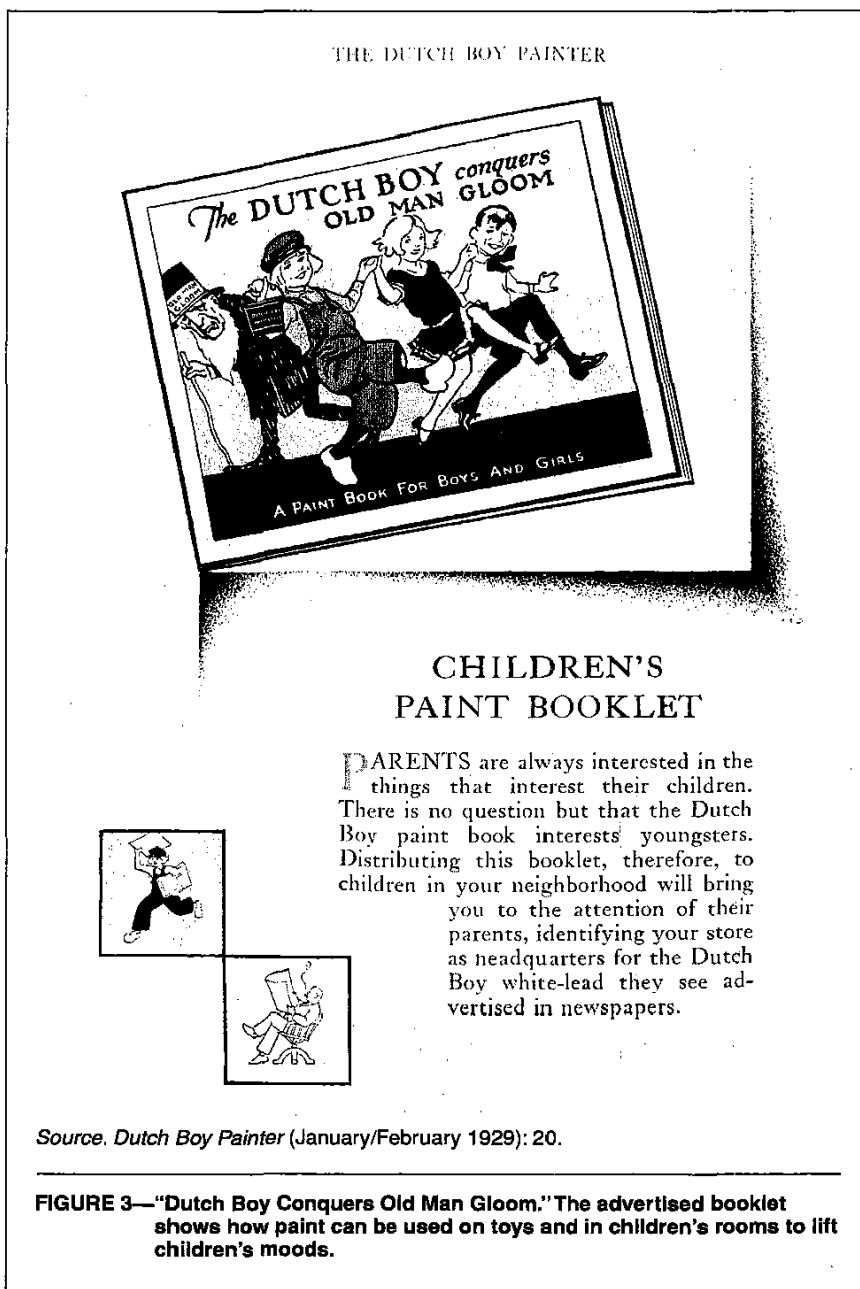 THE DUTCH BOY PAINTER
The DUTCH BOY conquers
OLD MAN GLOOM
OLD MAN
GLOOM
A PAINT BOOK FOR BOYS AND GIRLS
CHILDREN'S
PAINT BOOKLET
PARENTS are always interested in the
things that interest their children.
There is no question but that the Dutch
Boy paint book interests youngsters.
Distributing this booklet, therefore, to
children in your neighborhood will bring
you to the attention of their
parents, identifying your store
as headquarters for the Dutch
Boy white-lead they see ad-
vertised in newspapers.
Source. Dutch Boy Painter (January/February 1929): 20.
FIGURE 3—“Dutch Boy Conquers Old Man Gloom.” The advertised booklet
shows how paint can be used on toys and in children's rooms to lift
children's moods.